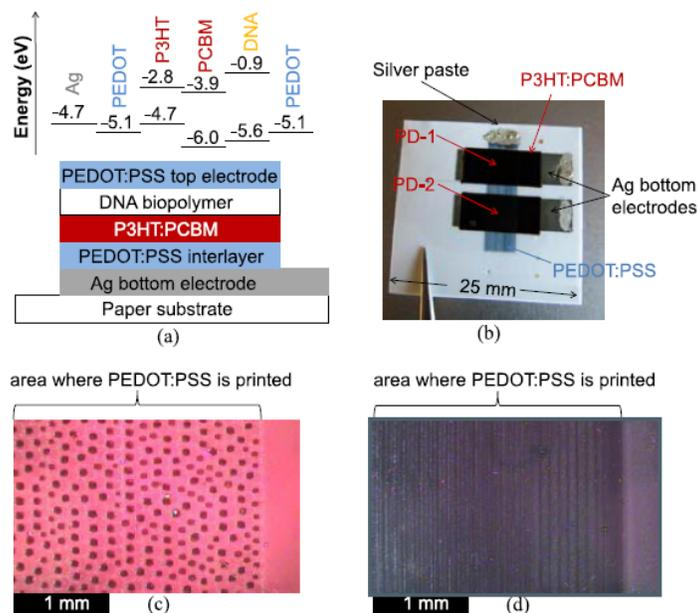 (a)
Energy (eV)
Ag
PEDOT
P3HT
PCBM
DNA
PEDOT
-4.7
-5.1
-2.8
-4.7
-3.9
-6.0
-0.9
-5.6
-5.1
PEDOT:PSS top electrode
DNA biopolymer
P3HT:PCBM
PEDOT:PSS interlayer
Ag bottom electrode
Paper substrate
(a)
Silver paste
P3HT:PCBM
PD-1
PD-2
Ag bottom
electrodes
PEDOT:PSS
25 mm
(b)
area where PEDOT:PSS is printed
1 mm
(c)
area where PEDOT:PSS is printed
1 mm
(d)